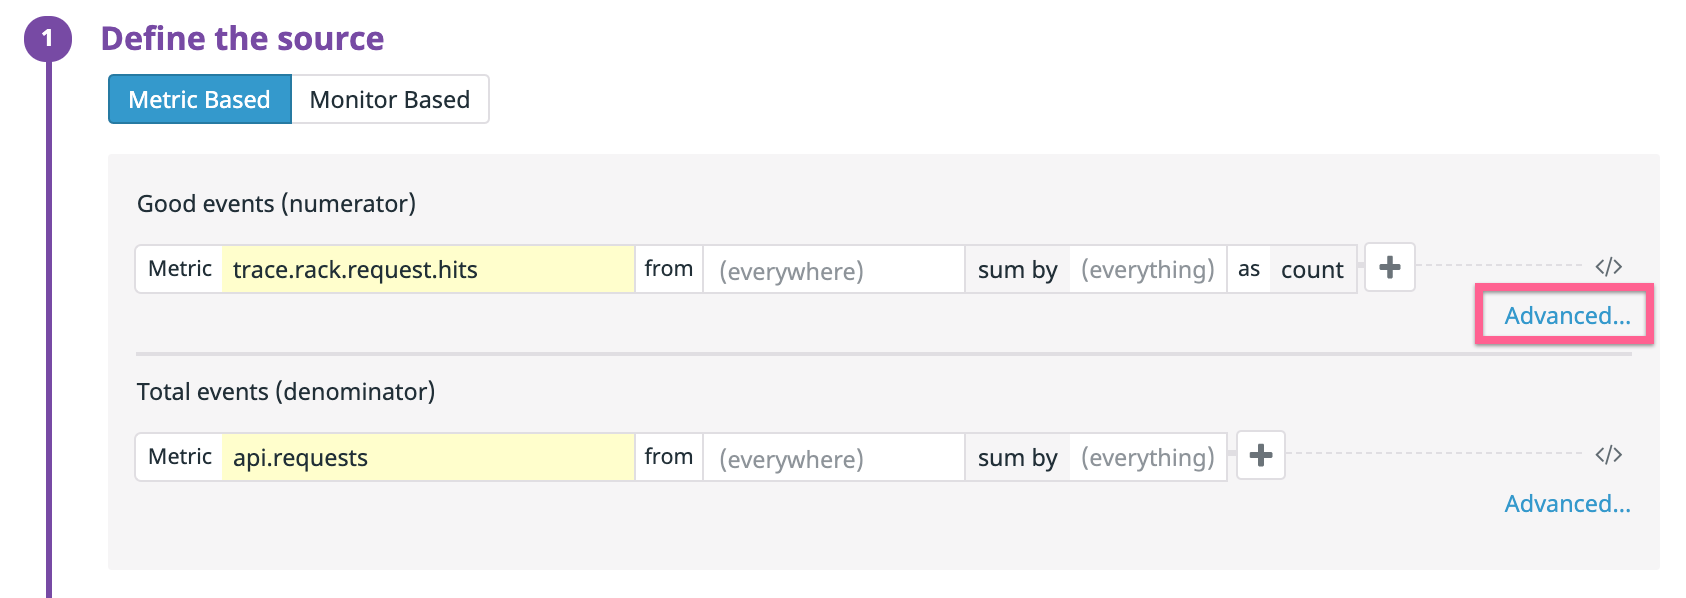 1 Define the source
Metric Based Monitor Based
Good events (numerator)
Metric trace.rack.request.hits from (everywhere) sum by (everything) as count + </>
Advanced...
Total events (denominator)
Metric api.requests from (everywhere) sum by (everything) + </>
Advanced...